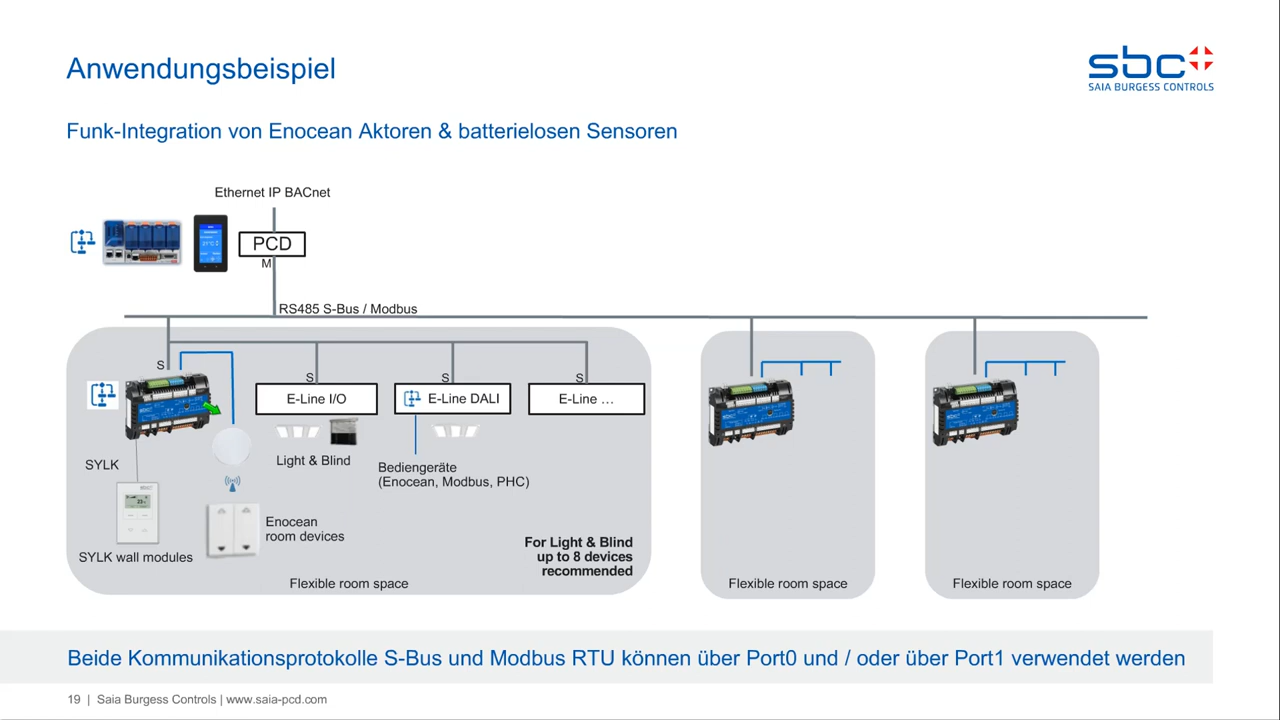 Anwendungsbeispiel
sbc
SAIA BURGESS CONTROLS
Funk-Integration von Enocean Aktoren & batterielosen Sensoren
Ethernet IP BACnet
PCD
M
RS485 S-Bus / Modbus
S
S
S
S
E-Line I/O
E-Line DALI
E-Line …
SYLK
Light & Blind
Bediengeräte
(Enocean, Modbus, PHC)
Enocean
room devices
SYLK wall modules
For Light & Blind
up to 8 devices
recommended
Flexible room space
Flexible room space
Flexible room space
Beide Kommunikationsprotokolle S-Bus und Modbus RTU können über Port0 und / oder über Port1 verwendet werden
19 | Saia Burgess Controls | www.saia-pcd.com